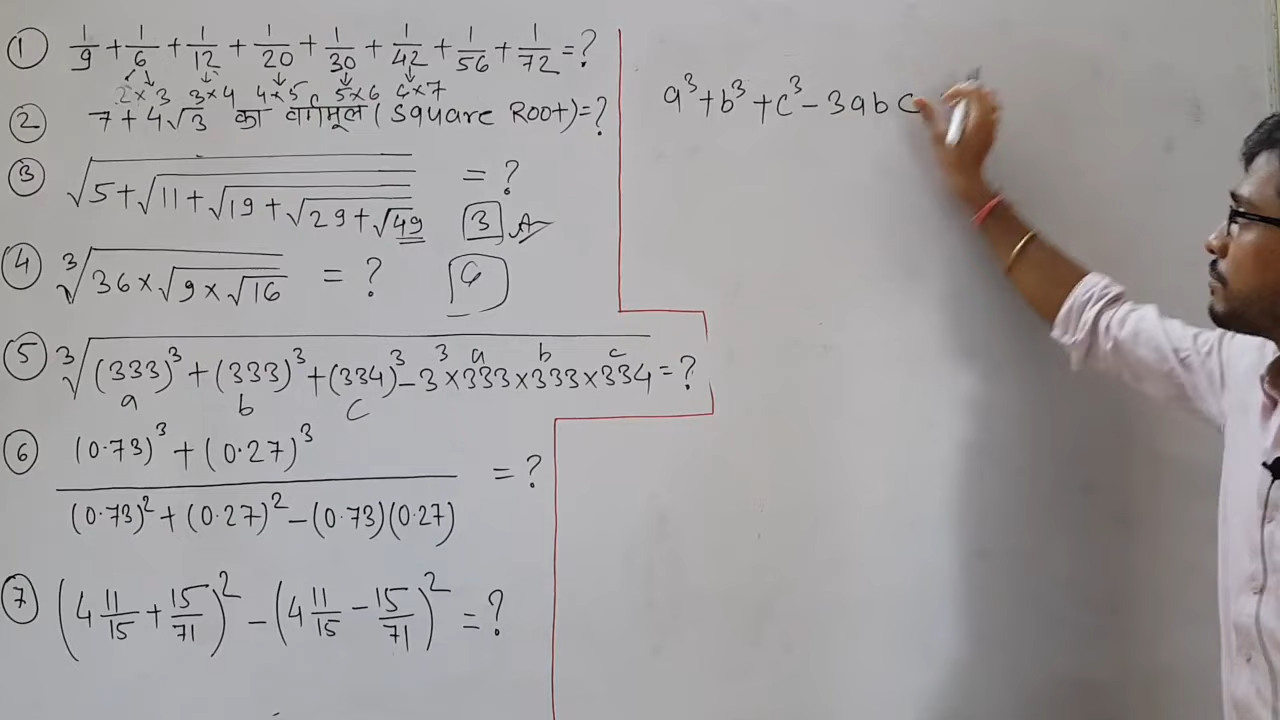 ① 1/9 + 1/6 + 1/12 + 1/20 + 1/30 + 1/42 + 1/56 + 1/72 = ?
2×3 3×4 4×5 5×6 6×7
② 7 + 4√3 का वर्गमूल (Square Root) = ?
③ √(5 + √(11 + √(19 + √(29 + √49)))) = ? 3 A
④ ³√(36 × √(9 × √16)) = ? 6
⑤ ³√((333)³ + (333)³ + (334)³ - 3 × 333 × 333 × 334) = ?
3 a b c
a b c
⑥ ((0.73)³ + (0.27)³) / ((0.73)² + (0.27)² - (0.73)(0.27)) = ?
⑦ (4 11/15 + 15/71)² - (4 11/15 - 15/71)² = ?
a³ + b³ + c³ - 3abc